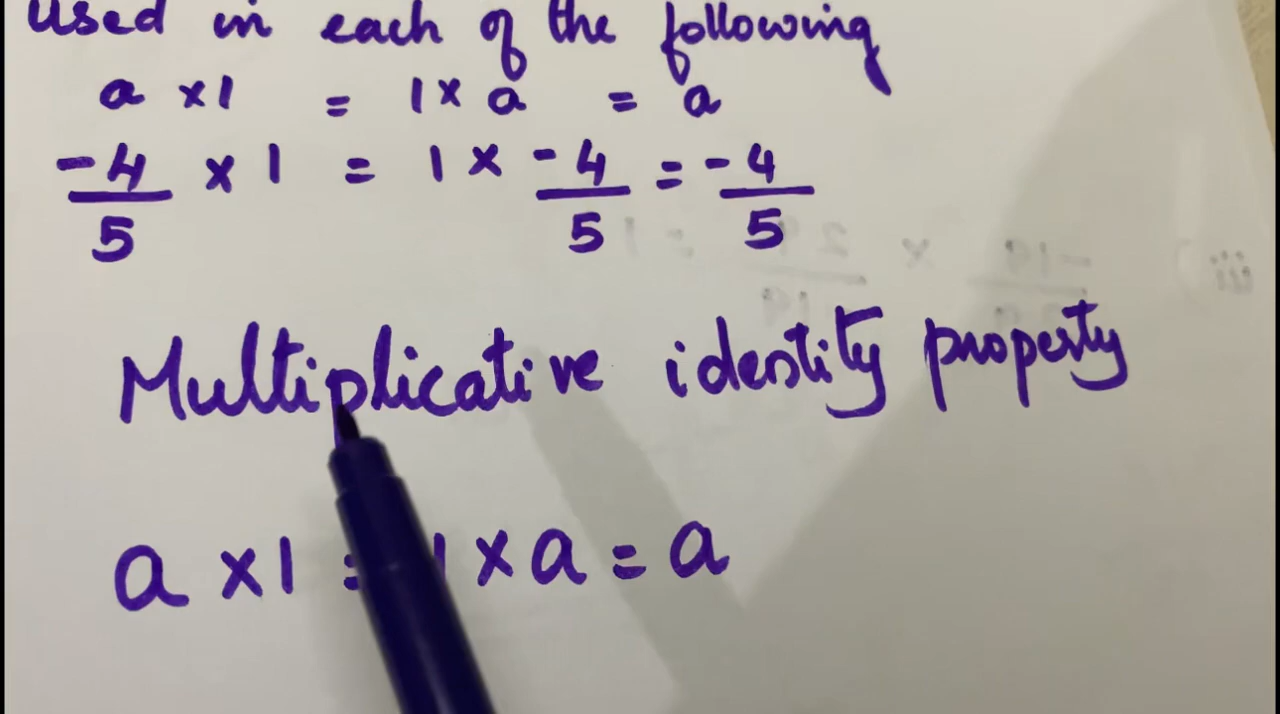 used in each of the following
a × 1 = 1 × a = a
-4/5 × 1 = 1 × -4/5 = -4/5
Multiplicative identity property
a × 1 = 1 × a = a